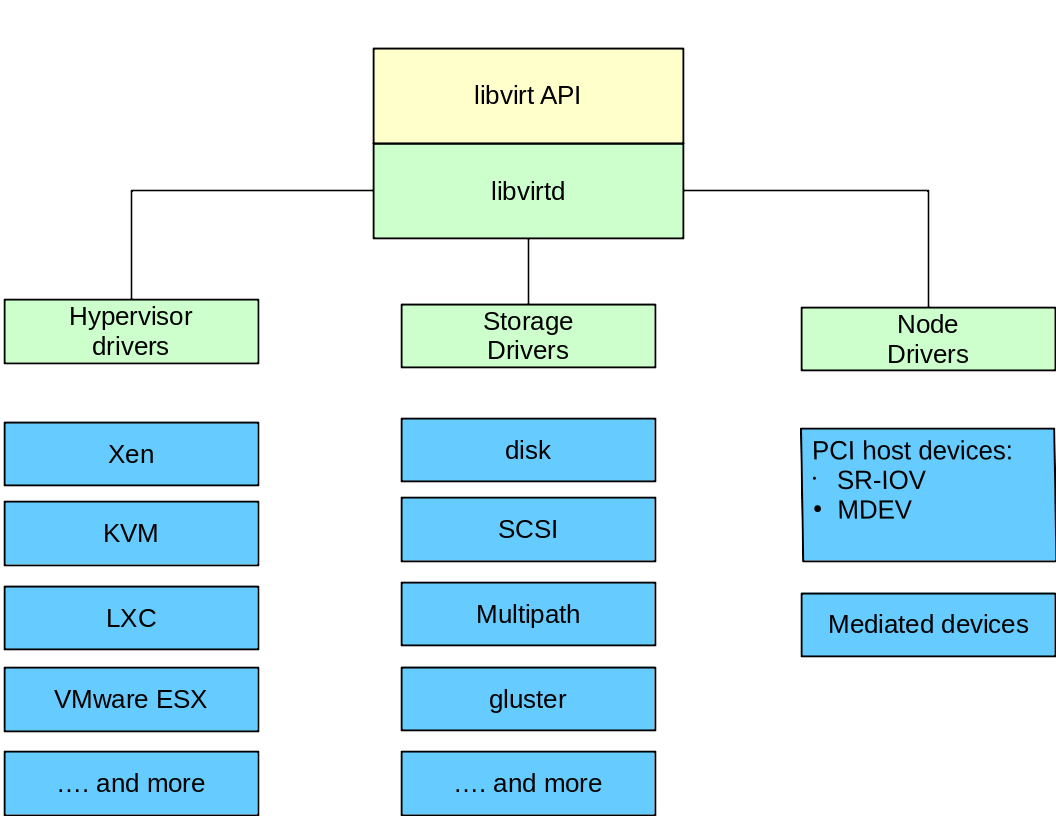 libvirt API
libvirtd
Hypervisor
drivers
Storage
Drivers
Node
Drivers
Xen
KVM
LXC
VMware ESX
…. and more
disk
SCSI
Multipath
gluster
…. and more
PCI host devices:
· SR-IOV
• MDEV
Mediated devices